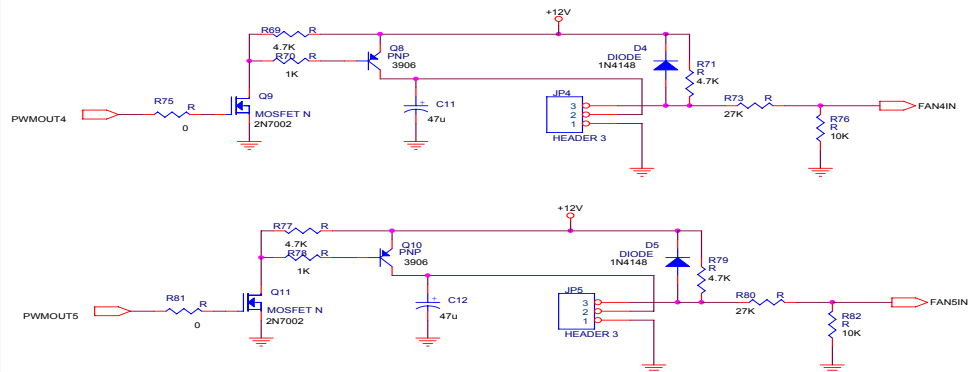 +12V
R69 R
4.7K
R70 R
1K
Q8
PNP
3906
D4
DIODE
1N4148
R71
R
4.7K
PWMOUT4
R75
R
0
Q9
MOSFET N
2N7002
C11
47u
JP4
3
2
1
HEADER 3
R73 R
27K
FAN4IN
R76
R
10K
+12V
R77 R
4.7K
R78 R
1K
Q10
PNP
3906
D5
DIODE
1N4148
R79
R
4.7K
PWMOUT5
R81
R
0
Q11
MOSFET N
2N7002
C12
47u
JP5
3
2
1
HEADER 3
R80 R
27K
FAN5IN
R82
R
10K